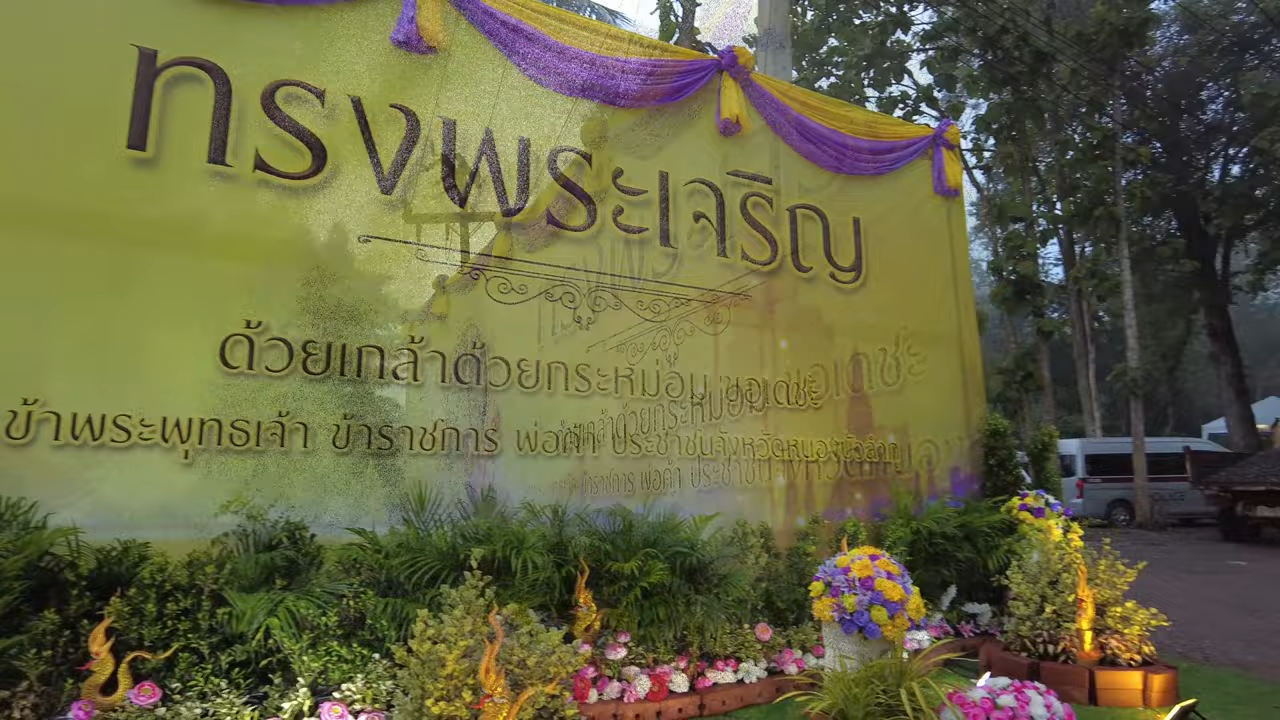 ทรงพระเจริญ
ด้วยเกล้าด้วยกระหม่อม ขอเดชะ
ข้าพระพุทธเจ้า ข้าราชการ พ่อค้า ประชาชนจังหวัดหนองบัวลำภู
POLICE